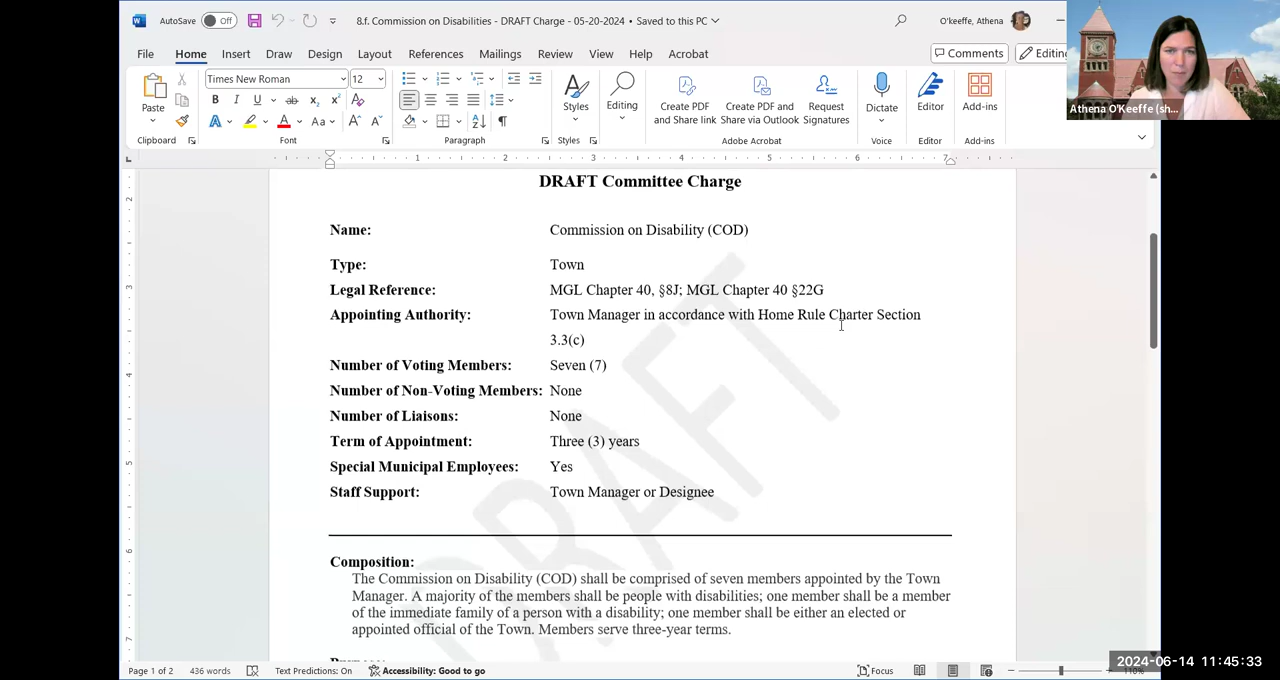 AutoSave Off 8.f. Commission on Disabilities - DRAFT Charge - 05-20-2024 • Saved to this PC O'keeffe, Athena
File Home Insert Draw Design Layout References Mailings Review View Help Acrobat Comments Editing
Times New Roman 12
Paste Styles Editing Create PDF and Share link Create PDF and Share via Outlook Request Signatures Dictate Editor Add-ins
Clipboard Font Paragraph Styles Adobe Acrobat Voice Editor Add-ins
Athena O'Keeffe (sh...
DRAFT Committee Charge
Name: Commission on Disability (COD)
Type: Town
Legal Reference: MGL Chapter 40, §8J; MGL Chapter 40 §22G
Appointing Authority: Town Manager in accordance with Home Rule Charter Section
3.3(c)
Number of Voting Members: Seven (7)
Number of Non-Voting Members: None
Number of Liaisons: None
Term of Appointment: Three (3) years
Special Municipal Employees: Yes
Staff Support: Town Manager or Designee
DRAFT
Composition:
The Commission on Disability (COD) shall be comprised of seven members appointed by the Town
Manager. A majority of the members shall be people with disabilities; one member shall be a member
of the immediate family of a person with a disability; one member shall be either an elected or
appointed official of the Town. Members serve three-year terms.
Page 1 of 2 436 words Text Predictions: On Accessibility: Good to go Focus
2024-06-14 11:45:33